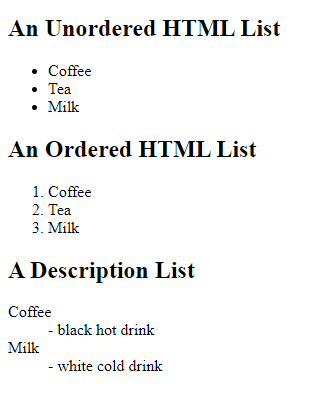 An Unordered HTML List
• Coffee
• Tea
• Milk
An Ordered HTML List
1. Coffee
2. Tea
3. Milk
A Description List
Coffee
- black hot drink
Milk
- white cold drink